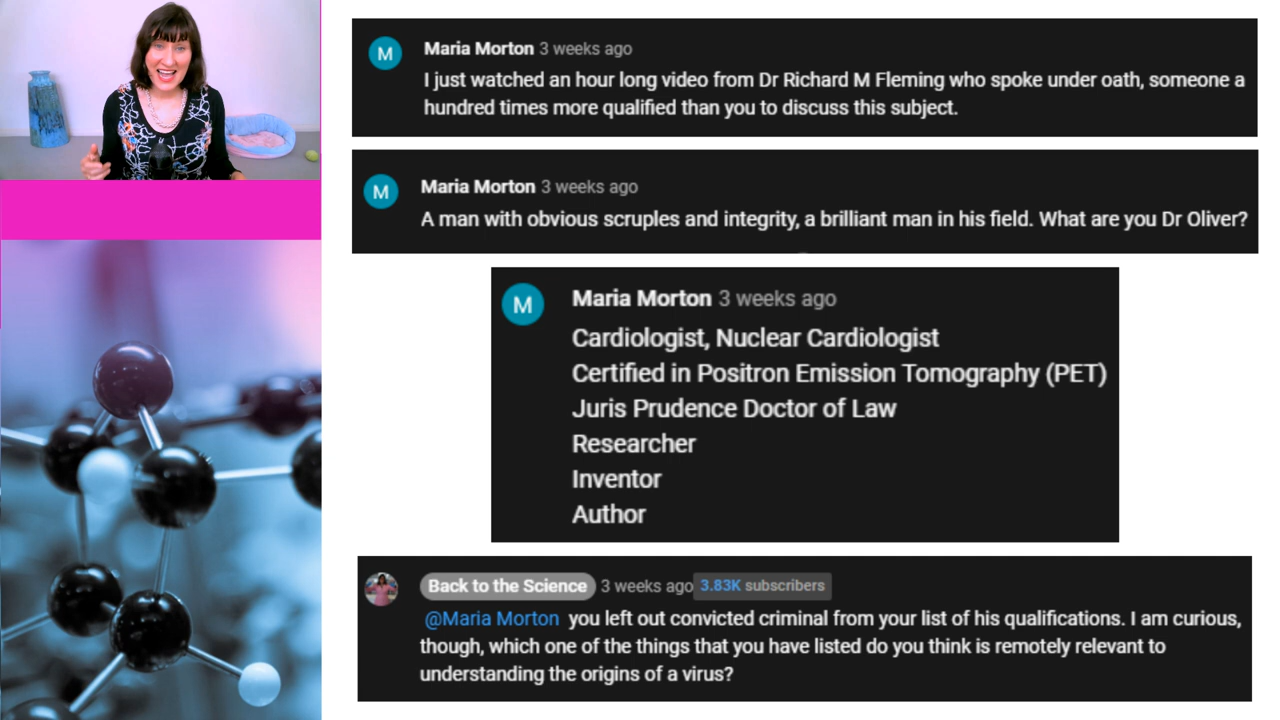 M
Maria Morton 3 weeks ago
I just watched an hour long video from Dr Richard M Fleming who spoke under oath, someone a
hundred times more qualified than you to discuss this subject.
M
Maria Morton 3 weeks ago
A man with obvious scruples and integrity, a brilliant man in his field. What are you Dr Oliver?
M
Maria Morton 3 weeks ago
Cardiologist, Nuclear Cardiologist
Certified in Positron Emission Tomography (PET)
Juris Prudence Doctor of Law
Researcher
Inventor
Author
Back to the Science 3 weeks ago 3.83K subscribers
@Maria Morton you left out convicted criminal from your list of his qualifications. I am curious,
though, which one of the things that you have listed do you think is remotely relevant to
understanding the origins of a virus?